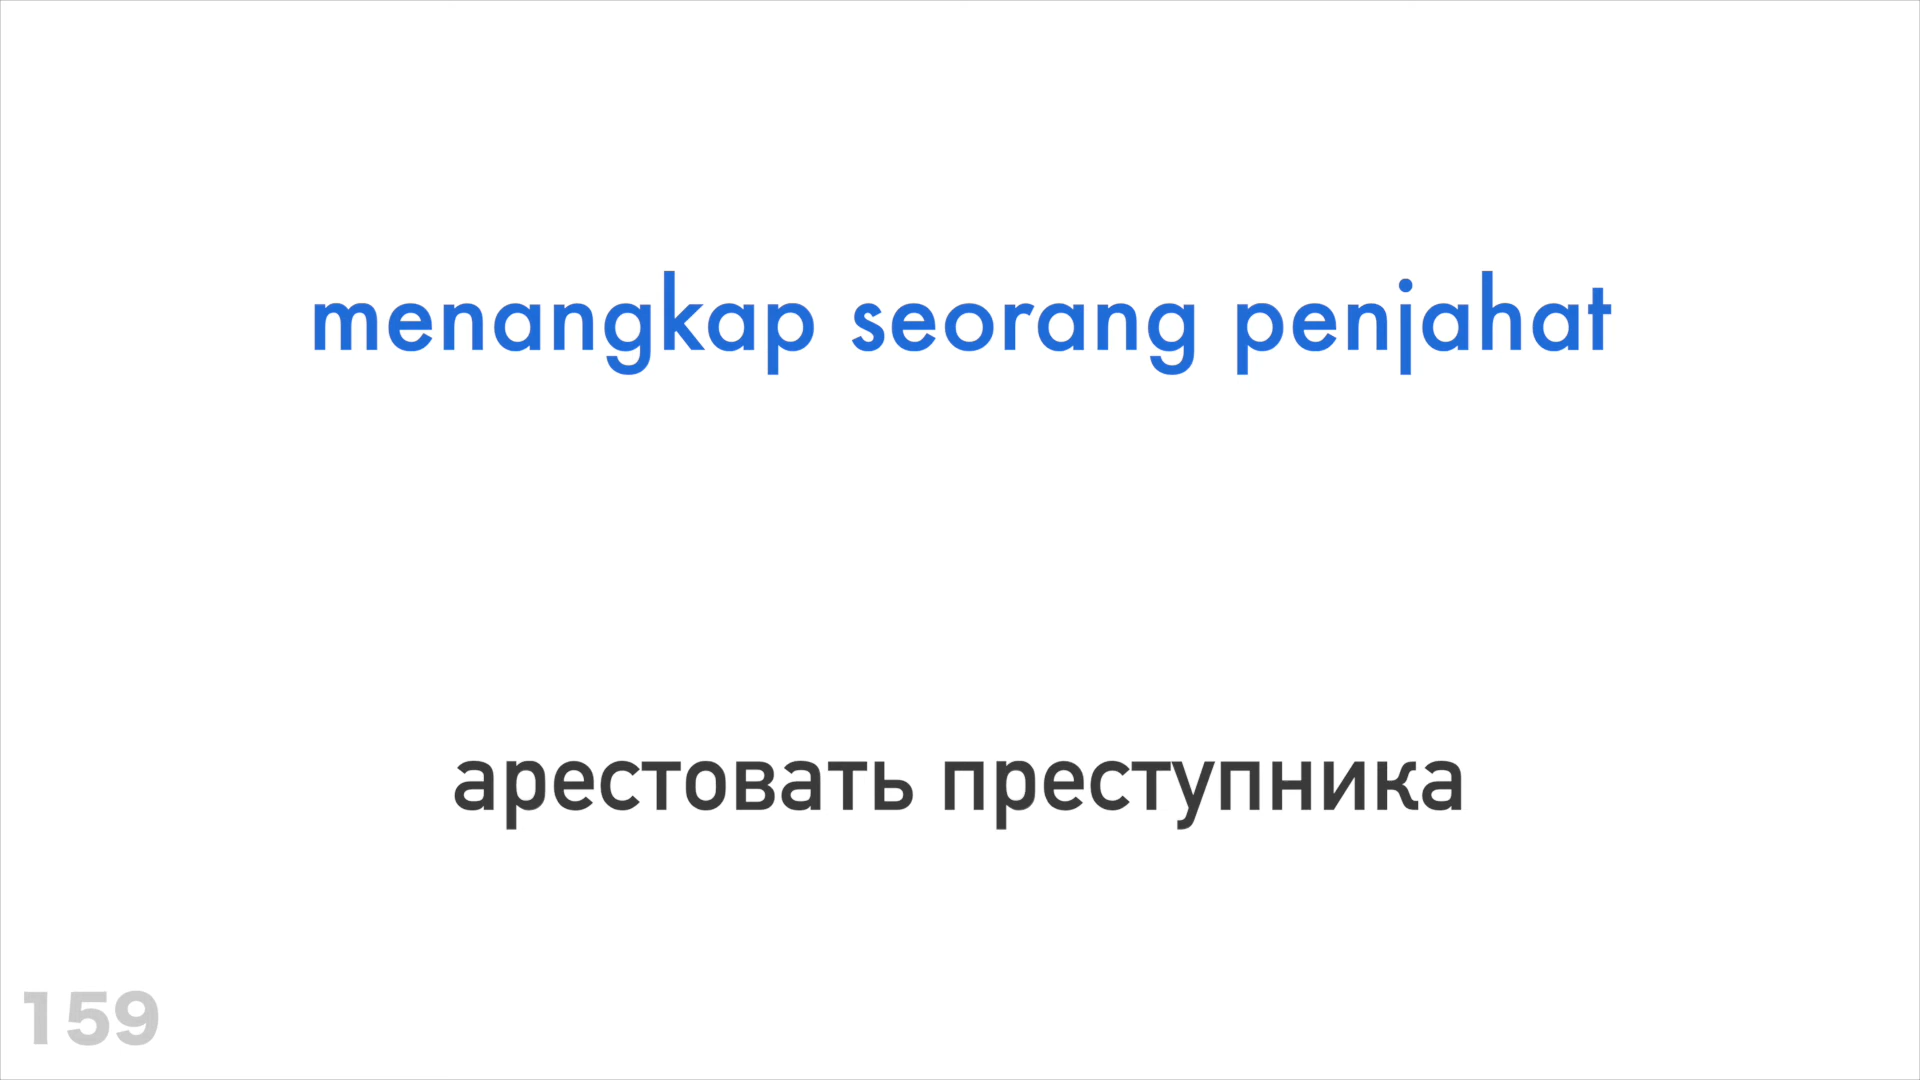 menangkap seorang penjahat
арестовать преступника
159